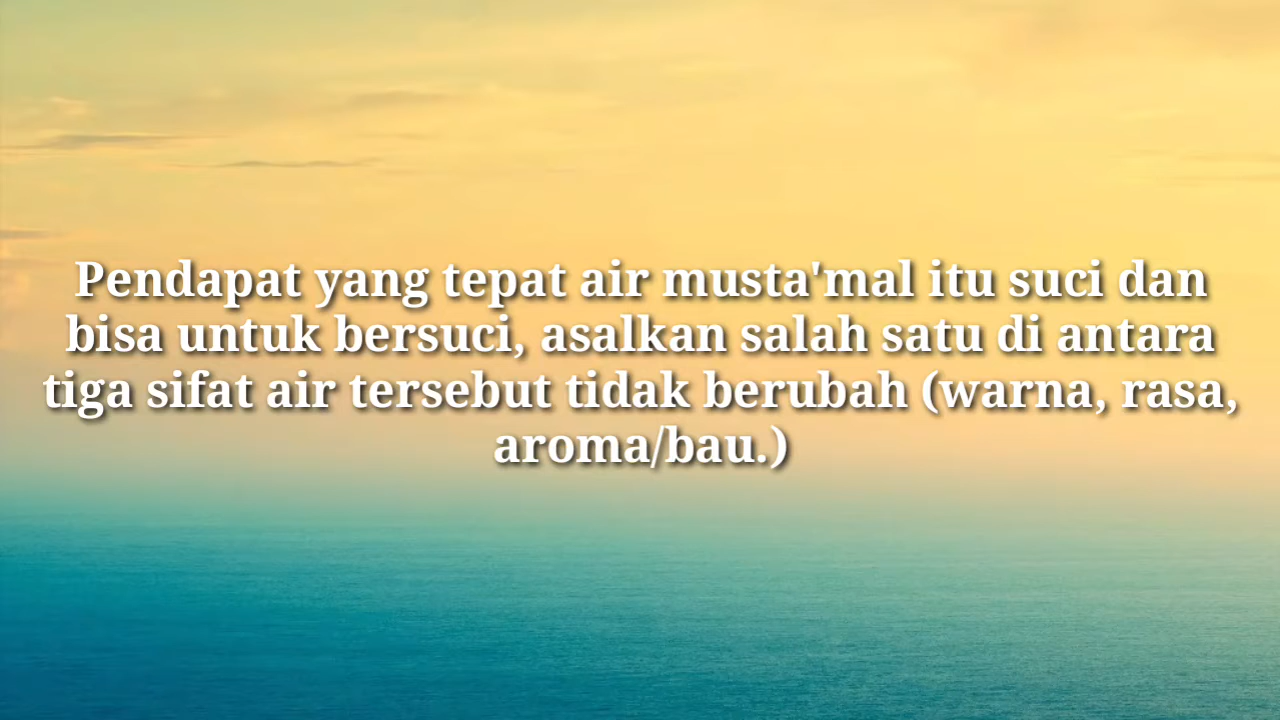 Pendapat yang tepat air musta'mal itu suci dan
bisa untuk bersuci, asalkan salah satu di antara
tiga sifat air tersebut tidak berubah (warna, rasa,
aroma/bau.)